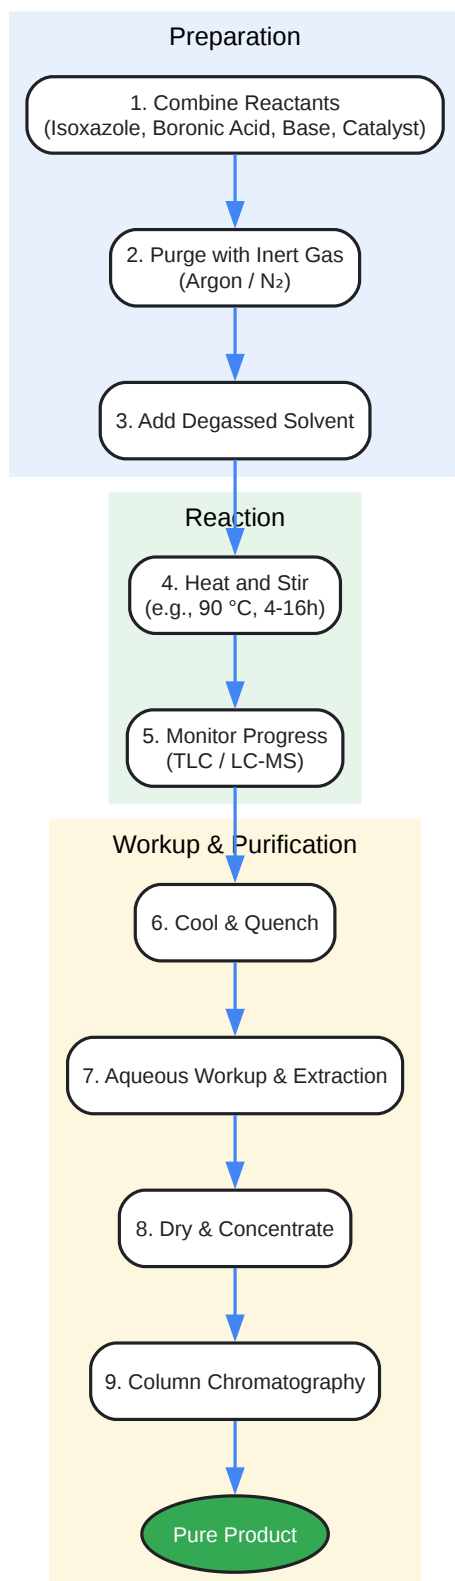 Preparation
1. Combine Reactants
(Isoxazole, Boronic Acid, Base, Catalyst)
2. Purge with Inert Gas
(Argon / N₂)
3. Add Degassed Solvent
Reaction
4. Heat and Stir
(e.g., 90 °C, 4-16h)
5. Monitor Progress
(TLC / LC-MS)
Workup & Purification
6. Cool & Quench
7. Aqueous Workup & Extraction
8. Dry & Concentrate
9. Column Chromatography
Pure Product